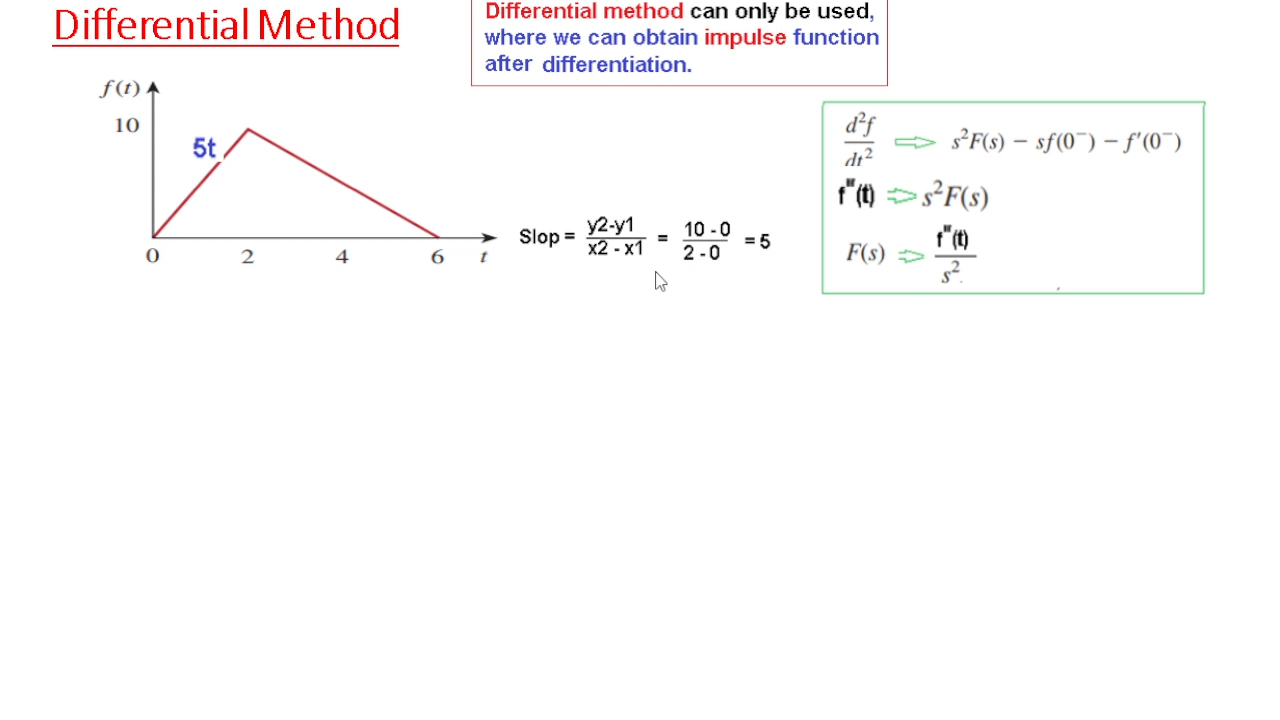 Differential Method
Differential method can only be used,
where we can obtain impulse function
after differentiation.
f(t)
10
5t
0 2 4 6 t
Slop = y2-y1 / x2 - x1 = 10 - 0 / 2 - 0 = 5
d²f / dt² ⇒ s²F(s) − sf(0⁻) − f′(0⁻)
f"(t) ⇒ s²F(s)
F(s) ⇒ f"(t) / s²